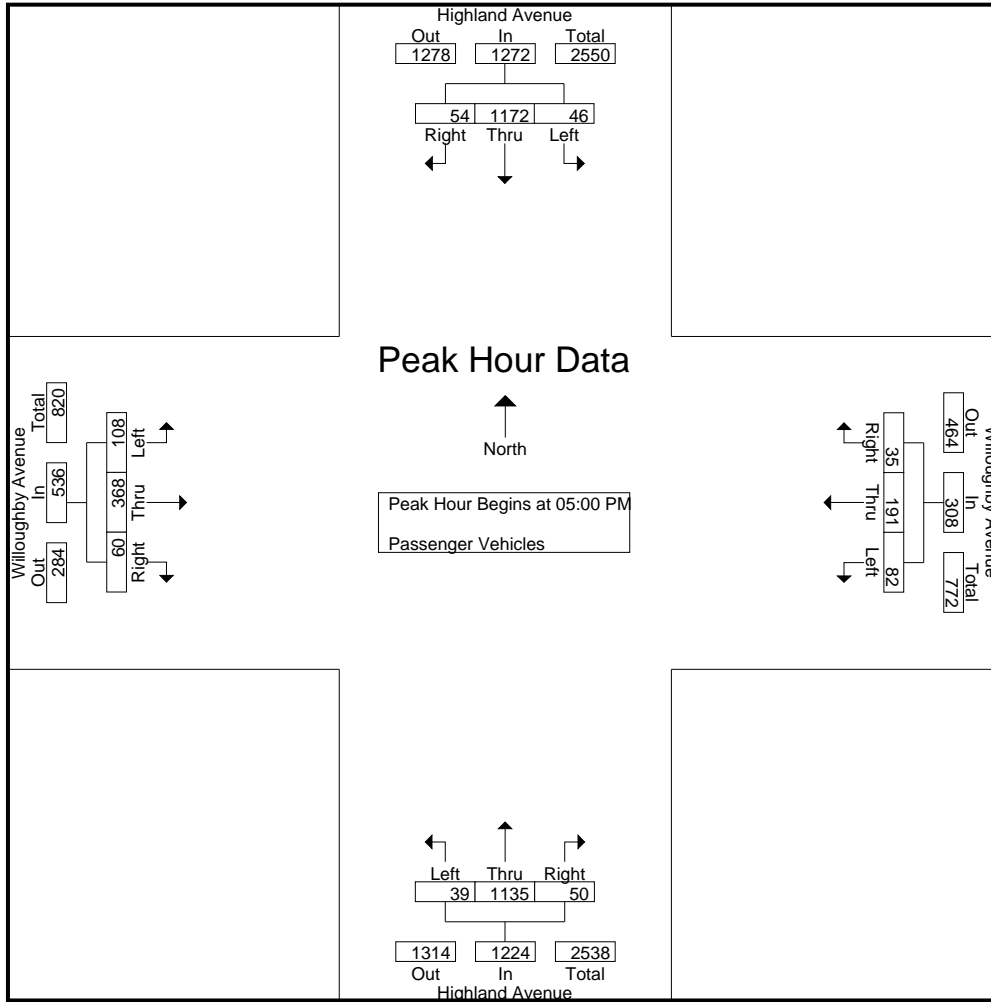 Highland Avenue
Out In Total
1278 1272 2550
54 1172 46
Right Thru Left
Peak Hour Data
North
Peak Hour Begins at 05:00 PM
Passenger Vehicles
Willoughby Avenue
Out In Total
284 536 820
Right Thru Left
60 368 108
Willoughby Avenue
Out In Total
464 308 772
35 191 82
Right Thru Left
Left Thru Right
39 1135 50
1314 1224 2538
Out In Total
Highland Avenue